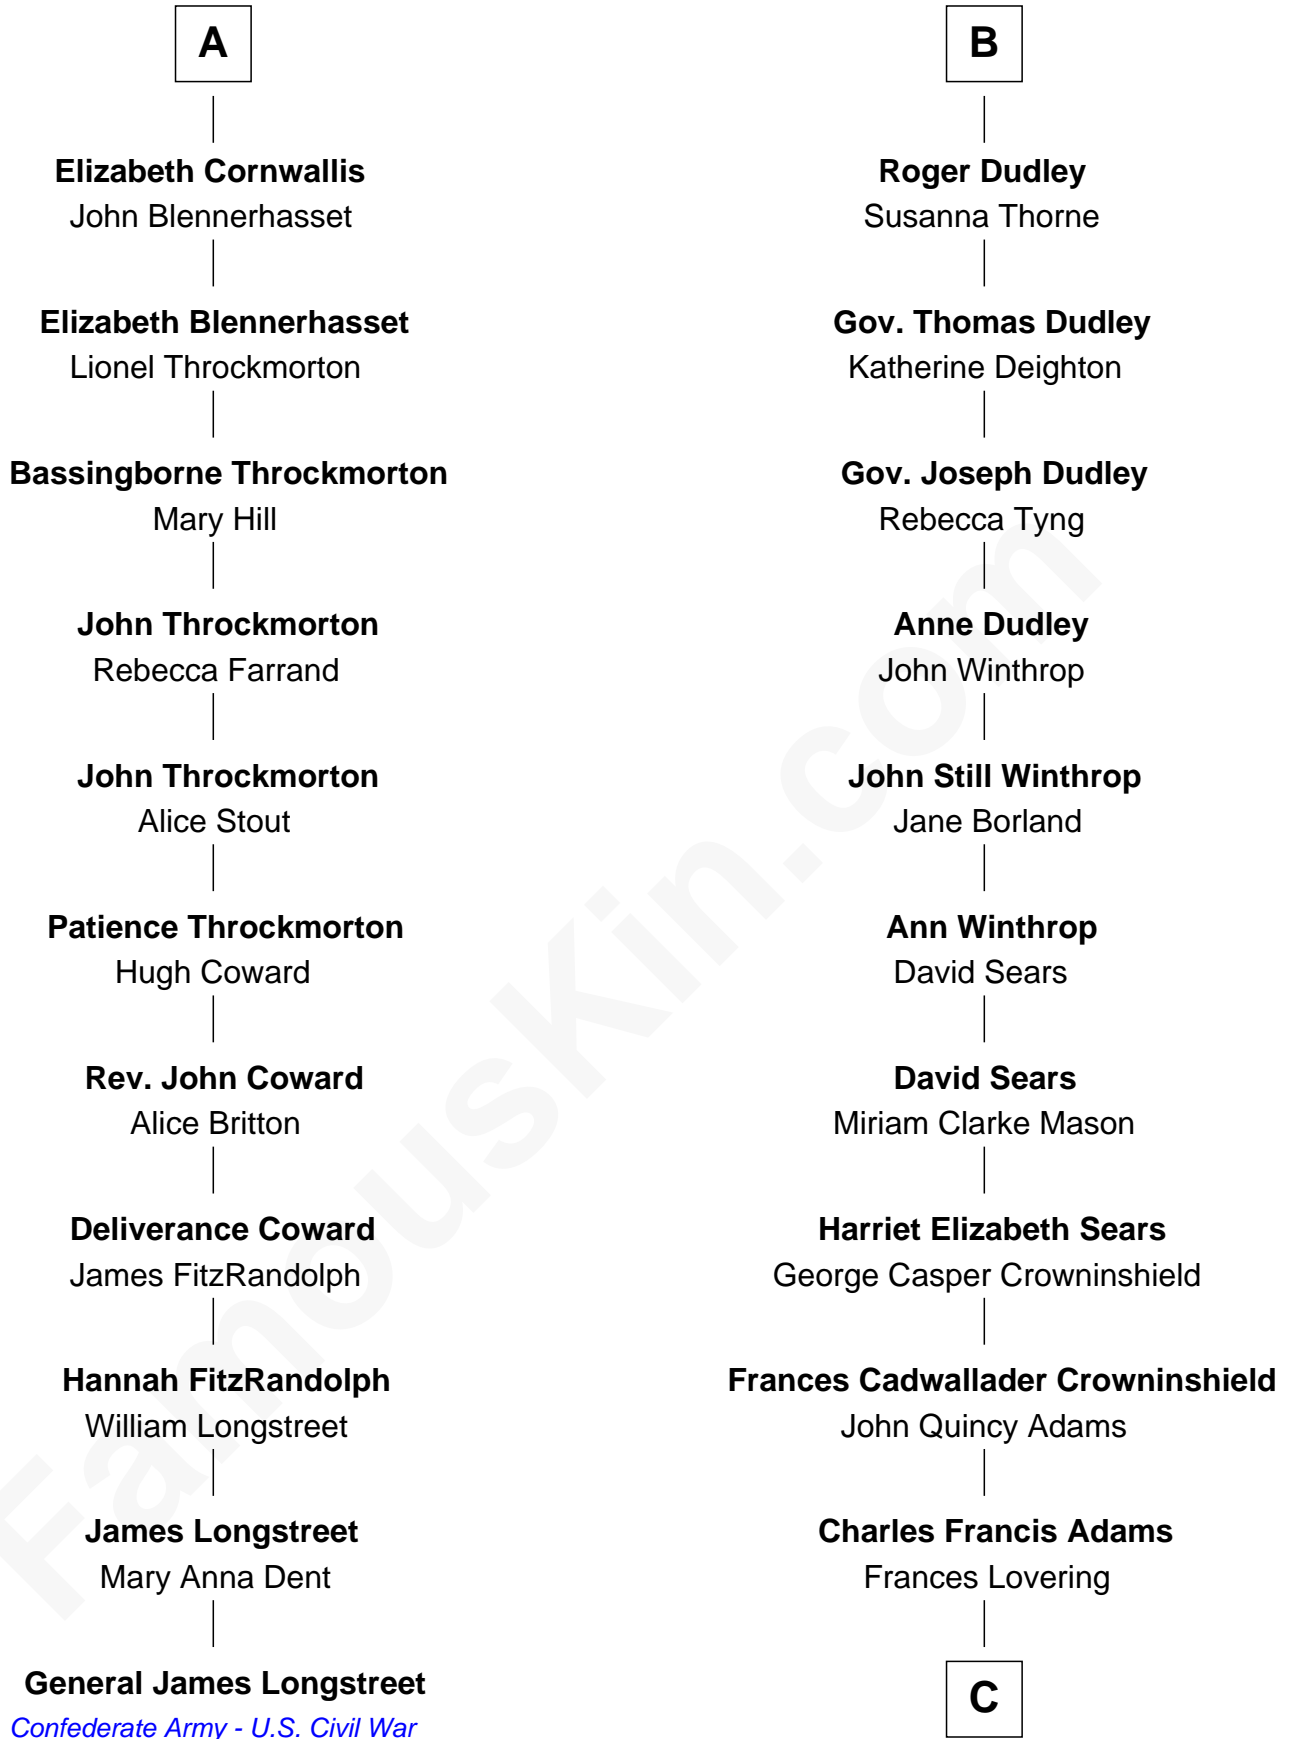 A
Elizabeth Cornwallis
John Blennerhasset
Elizabeth Blennerhasset
Lionel Throckmorton
Bassingborne Throckmorton
Mary Hill
John Throckmorton
Rebecca Farrand
John Throckmorton
Alice Stout
Patience Throckmorton
Hugh Coward
Rev. John Coward
Alice Britton
Deliverance Coward
James FitzRandolph
Hannah FitzRandolph
William Longstreet
James Longstreet
Mary Anna Dent
General James Longstreet
Confederate Army - U.S. Civil War
B
Roger Dudley
Susanna Thorne
Gov. Thomas Dudley
Katherine Deighton
Gov. Joseph Dudley
Rebecca Tyng
Anne Dudley
John Winthrop
John Still Winthrop
Jane Borland
Ann Winthrop
David Sears
David Sears
Miriam Clarke Mason
Harriet Elizabeth Sears
George Casper Crowninshield
Frances Cadwallader Crowninshield
John Quincy Adams
Charles Francis Adams
Frances Lovering
C
FamousKin.com